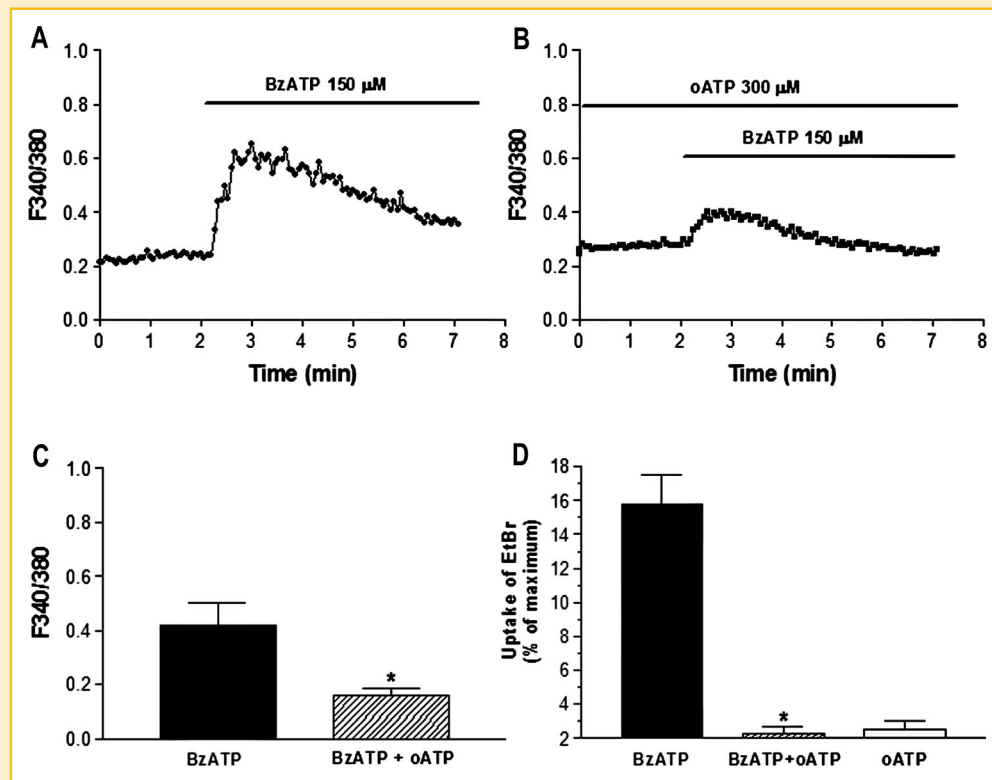 A
1.0
0.8
0.6
0.4
0.2
0.0
F340/380
BzATP 150 µM
0 1 2 3 4 5 6 7 8
Time (min)
B
1.0
0.8
0.6
0.4
0.2
0.0
F340/380
oATP 300 µM
BzATP 150 µM
0 1 2 3 4 5 6 7 8
Time (min)
C
1.0
0.8
0.6
0.4
0.2
0.0
F340/380
*
BzATP BzATP + oATP
D
18
16
14
12
10
8
6
4
2
Uptake of EtBr
(% of maximum)
*
BzATP BzATP+oATP oATP